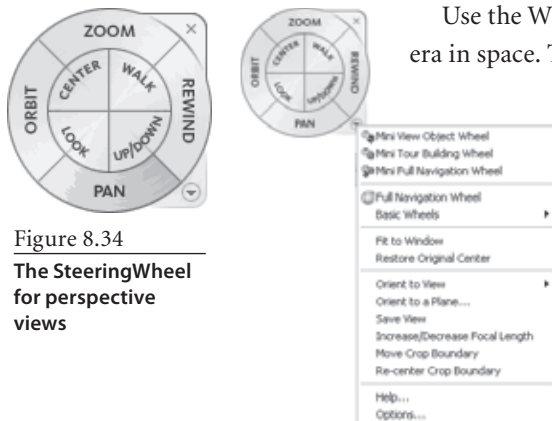 ZOOM
CENTER
WALK
ORBIT
REWIND
LOOK
UP/DOWN
PAN
Figure 8.34
The SteeringWheel
for perspective
views
ZOOM
CENTER
WALK
ORBIT
REWIND
LOOK
UP/DOWN
PAN
Use the W
era in space. T
Mini View Object Wheel
Mini Tour Building Wheel
Mini Full Navigation Wheel
Full Navigation Wheel
Basic Wheels
Fit to Window
Restore Original Center
Orient to View
Orient to a Plane...
Save View
Increase/Decrease Focal Length
Move Crop Boundary
Re-center Crop Boundary
Help...
Options...